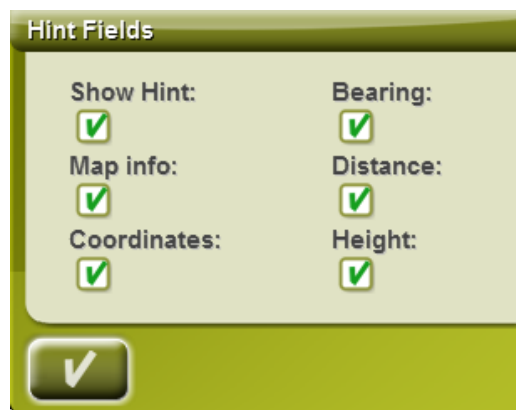 Hint Fields
Show Hint: Bearing:
Map info: Distance:
Coordinates: Height: